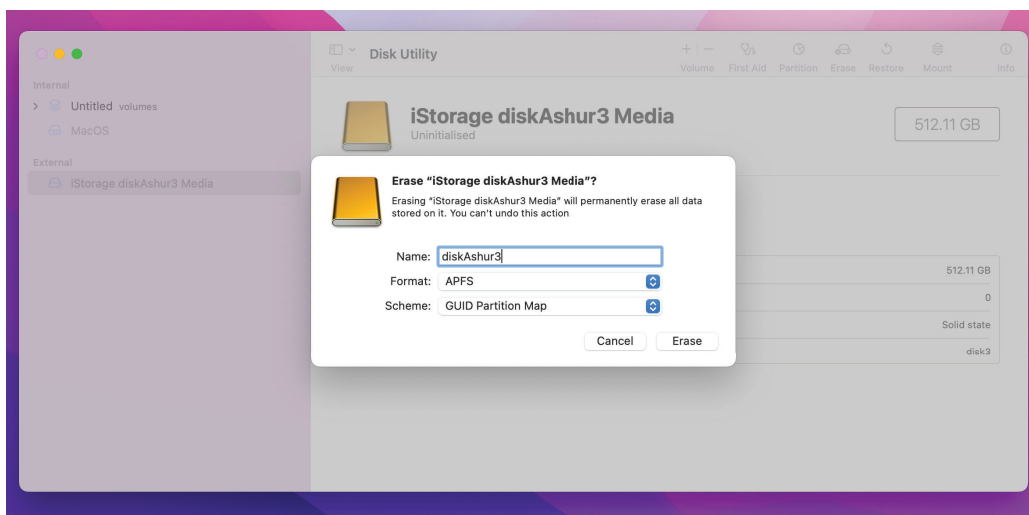 Disk Utility
View
Volume First Aid Partition Erase Restore Mount Info
Internal
Untitled volumes
MacOS
External
iStorage diskAshur3 Media
iStorage diskAshur3 Media
Uninitialised
512.11 GB
Erase “iStorage diskAshur3 Media”?
Erasing “iStorage diskAshur3 Media” will permanently erase all data
stored on it. You can't undo this action
Name: diskAshur3
Format: APFS
Scheme: GUID Partition Map
Cancel Erase
512.11 GB
0
Solid state
disk3